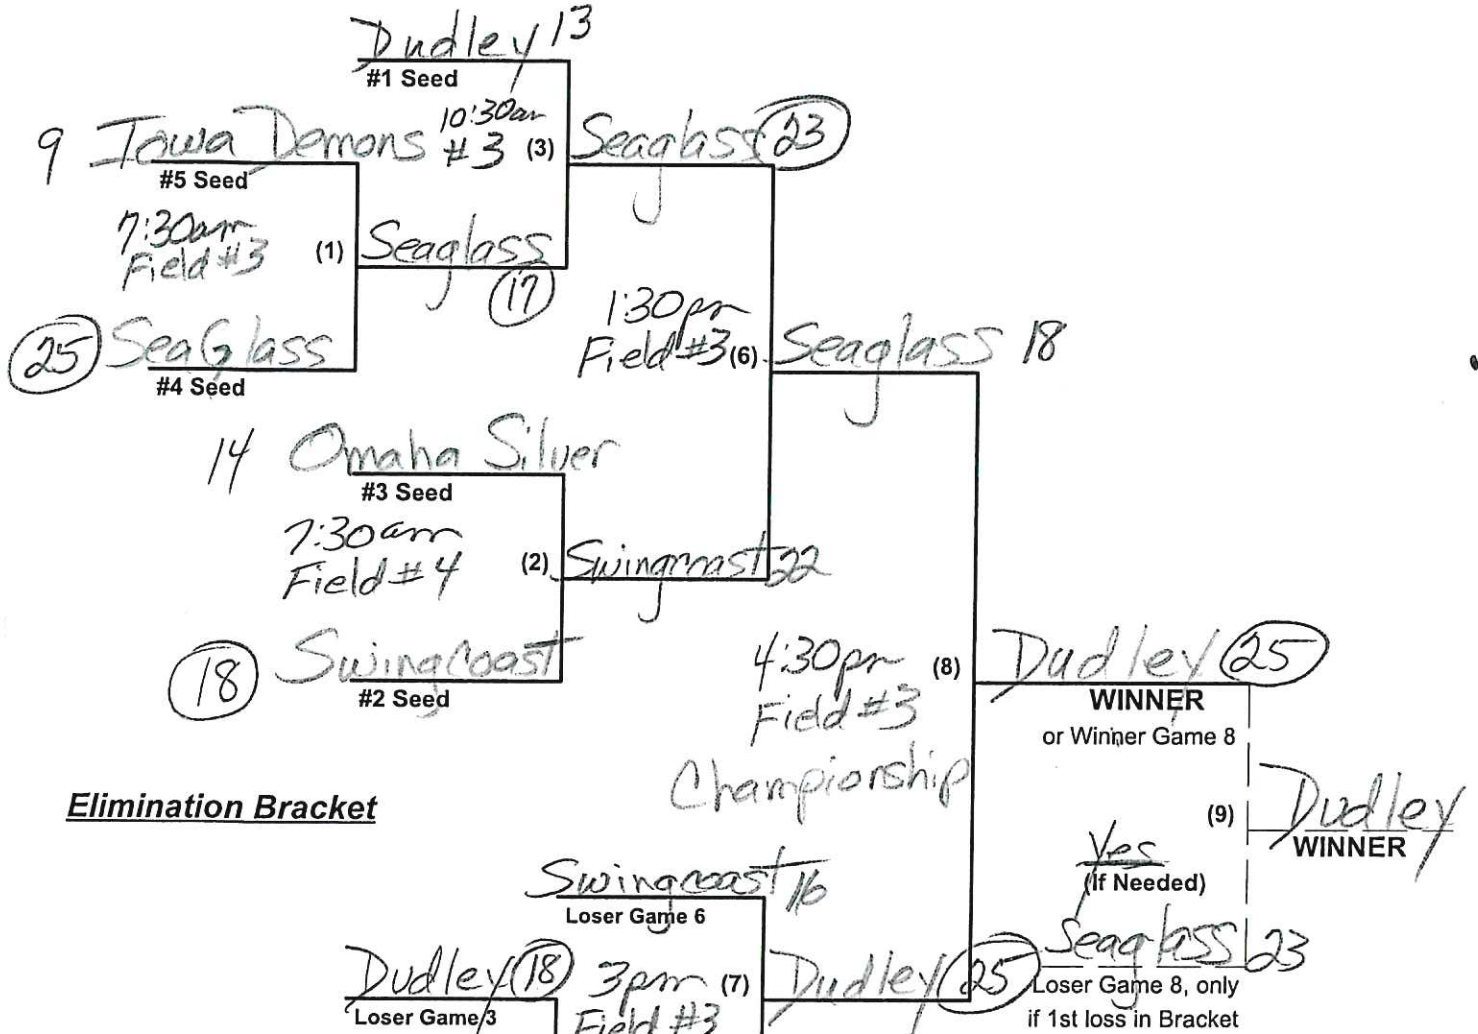 Dudley 13
#1 Seed
9 Iowa Demons 10:30am
#3 (3) Seaglass 23
#5 Seed
7:30am
Field #3 (1) Seaglass
17
25 SeaGlass
#4 Seed
1:30pm
Field #3 (6) Seaglass 18
14 Omaha Silver
#3 Seed
7:30am
Field #4 (2) Swingcoast 22
18 Swingcoast
#2 Seed
4:30pm (8) Dudley 25
Field #3
Championship
WINNER
or Winner Game 8
Elimination Bracket
(9) Dudley
WINNER
Yes
(If Needed)
Swingcoast 16
Loser Game 6
Seaglass 23
Dudley 18 3pm (7) Dudley 25
Loser Game 8, only
Loser Game 3 Field #3
if 1st loss in Bracket